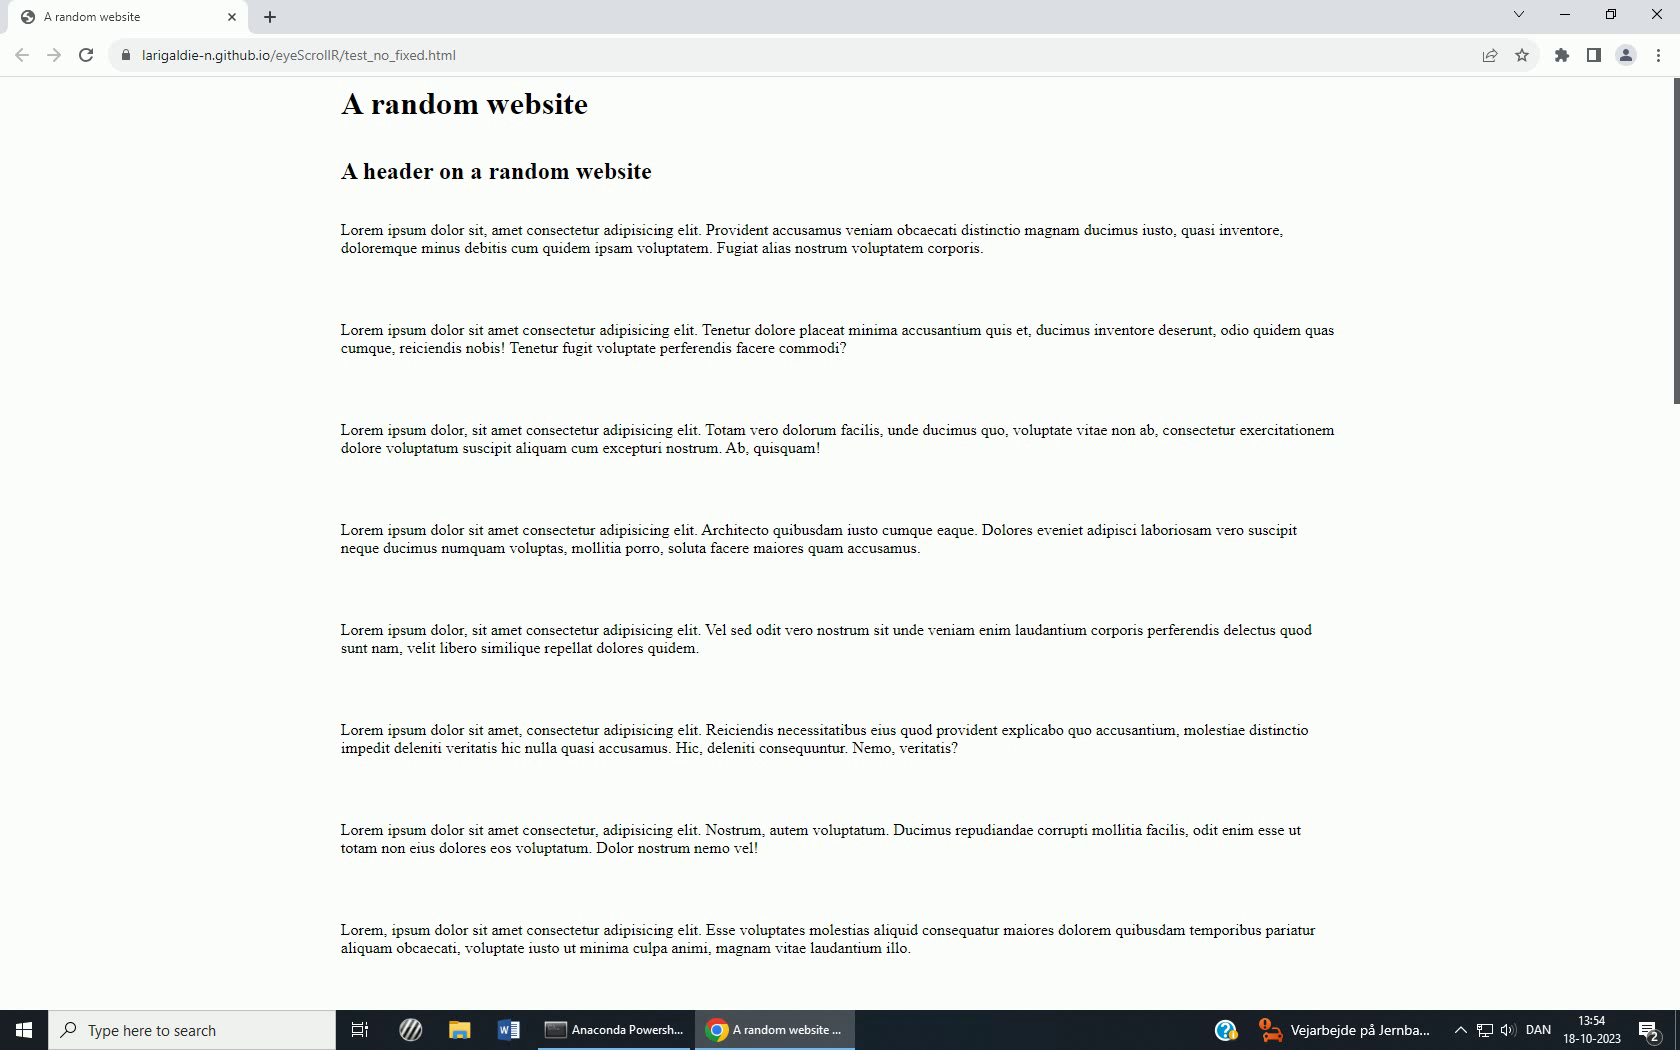 A random website
larigaldie-n.github.io/eyeScrollR/test_no_fixed.html
A random website
A header on a random website
Lorem ipsum dolor sit, amet consectetur adipisicing elit. Provident accusamus veniam obcaecati distinctio magnam ducimus iusto, quasi inventore,
doloremque minus debitis cum quidem ipsam voluptatem. Fugiat alias nostrum voluptatem corporis.
Lorem ipsum dolor sit amet consectetur adipisicing elit. Tenetur dolore placeat minima accusantium quis et, ducimus inventore deserunt, odio quidem quas
cumque, reiciendis nobis! Tenetur fugit voluptate perferendis facere commodi?
Lorem ipsum dolor, sit amet consectetur adipisicing elit. Totam vero dolorum facilis, unde ducimus quo, voluptate vitae non ab, consectetur exercitationem
dolore voluptatum suscipit aliquam cum excepturi nostrum. Ab, quisquam!
Lorem ipsum dolor sit amet consectetur adipisicing elit. Architecto quibusdam iusto cumque eaque. Dolores eveniet adipisci laboriosam vero suscipit
neque ducimus numquam voluptas, mollitia porro, soluta facere maiores quam accusamus.
Lorem ipsum dolor, sit amet consectetur adipisicing elit. Vel sed odit vero nostrum sit unde veniam enim laudantium corporis perferendis delectus quod
sunt nam, velit libero similique repellat dolores quidem.
Lorem ipsum dolor sit amet, consectetur adipisicing elit. Reiciendis necessitatibus eius quod provident explicabo quo accusantium, molestiae distinctio
impedit deleniti veritatis hic nulla quasi accusamus. Hic, deleniti consequuntur. Nemo, veritatis?
Lorem ipsum dolor sit amet consectetur, adipisicing elit. Nostrum, autem voluptatum. Ducimus repudiandae corrupti mollitia facilis, odit enim esse ut
totam non eius dolores eos voluptatum. Dolor nostrum nemo vel!
Lorem, ipsum dolor sit amet consectetur adipisicing elit. Esse voluptates molestias aliquid consequatur maiores dolorem quibusdam temporibus pariatur
aliquam obcaecati, voluptate iusto ut minima culpa animi, magnam vitae laudantium illo.
Type here to search
W
Anaconda Powersh...
A random website ...
Vejarbejde på Jernba...
DAN
13:54
18-10-2023
2